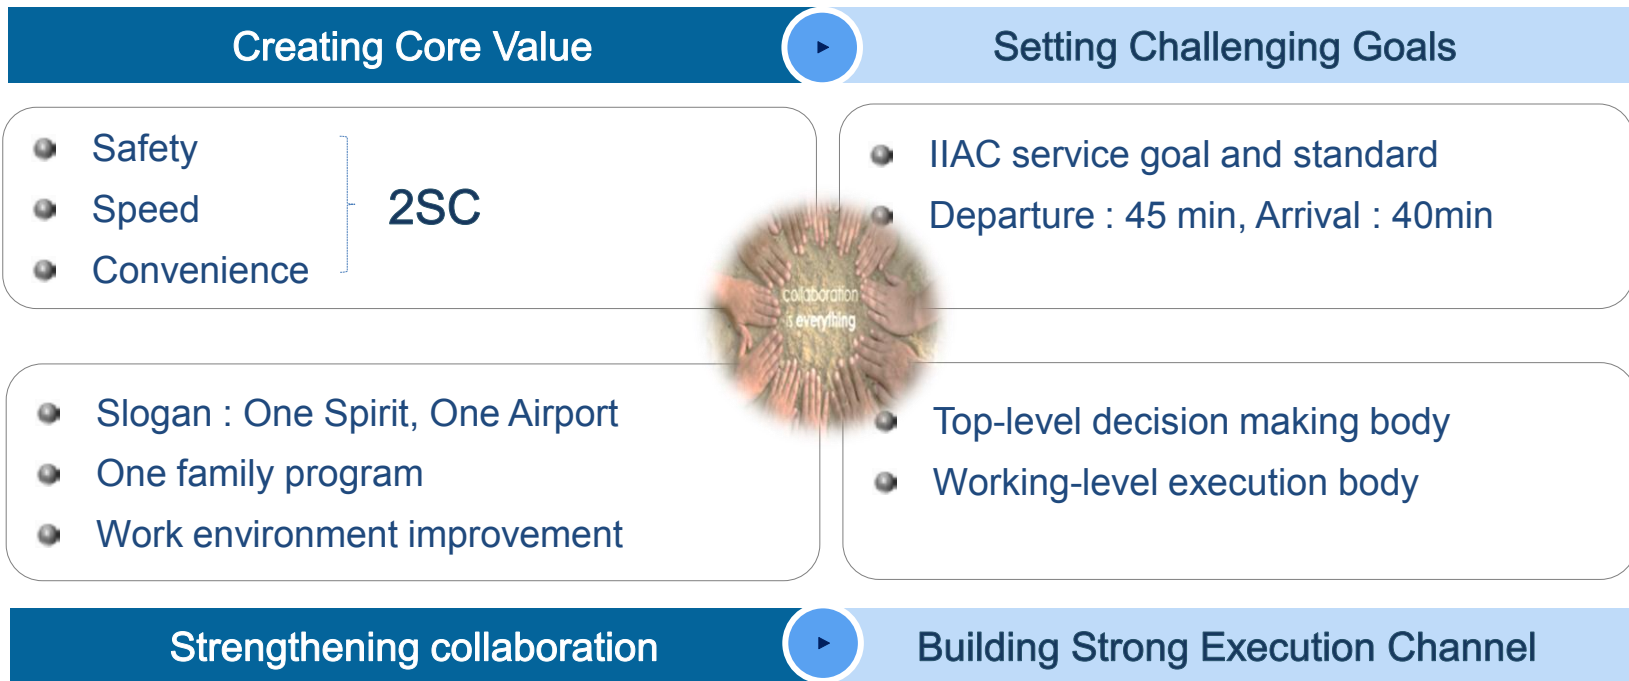 Creating Core Value
Setting Challenging Goals
Safety
Speed
Convenience
2SC
IIAC service goal and standard
Departure : 45 min, Arrival : 40min
collaboration
is everything
Slogan : One Spirit, One Airport
One family program
Work environment improvement
Top-level decision making body
Working-level execution body
Strengthening collaboration
Building Strong Execution Channel